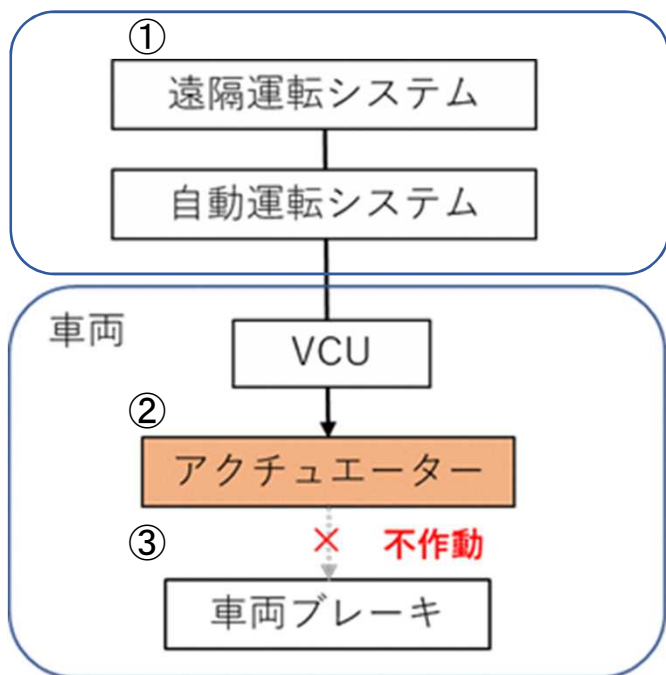 ①
遠隔運転システム
自動運転システム
車両
VCU
②
アクチュエーター
③
× 不作動
車両ブレーキ